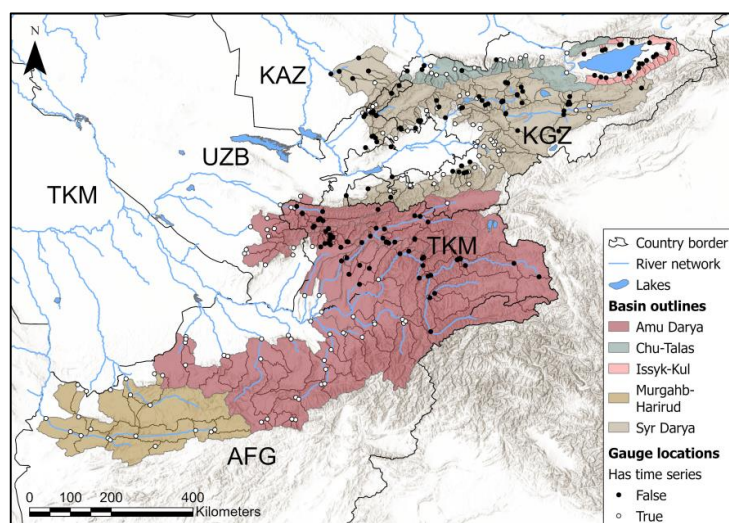 N
KAZ
UZB
KGZ
TKM
TKM
AFG
0 100 200 400
Kilometers
Country border
River network
Lakes
Basin outlines
Amu Darya
Chu-Talas
Issyk-Kul
Murgahb-
Harirud
Syr Darya
Gauge locations
Has time series
False
True